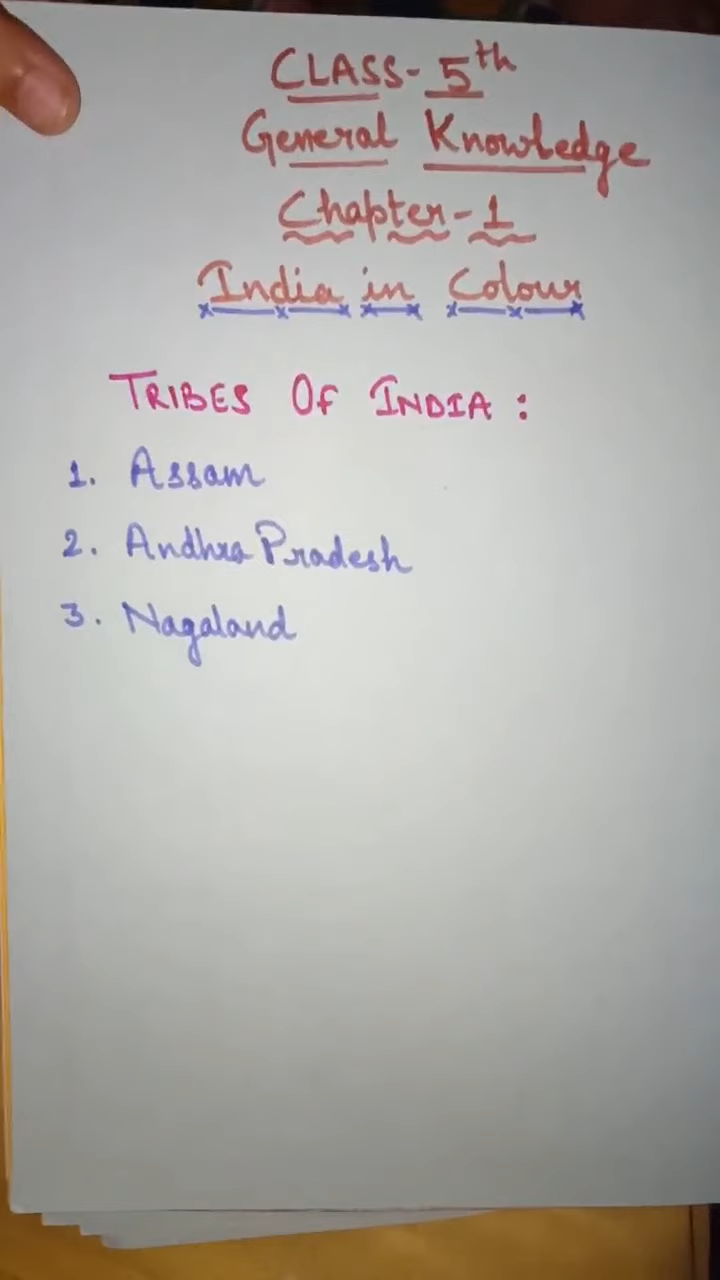 CLASS- 5th
General Knowledge
Chapter-1
India in Colour
TRIBES OF INDIA :
1. Assam
2. Andhra Pradesh
3. Nagaland